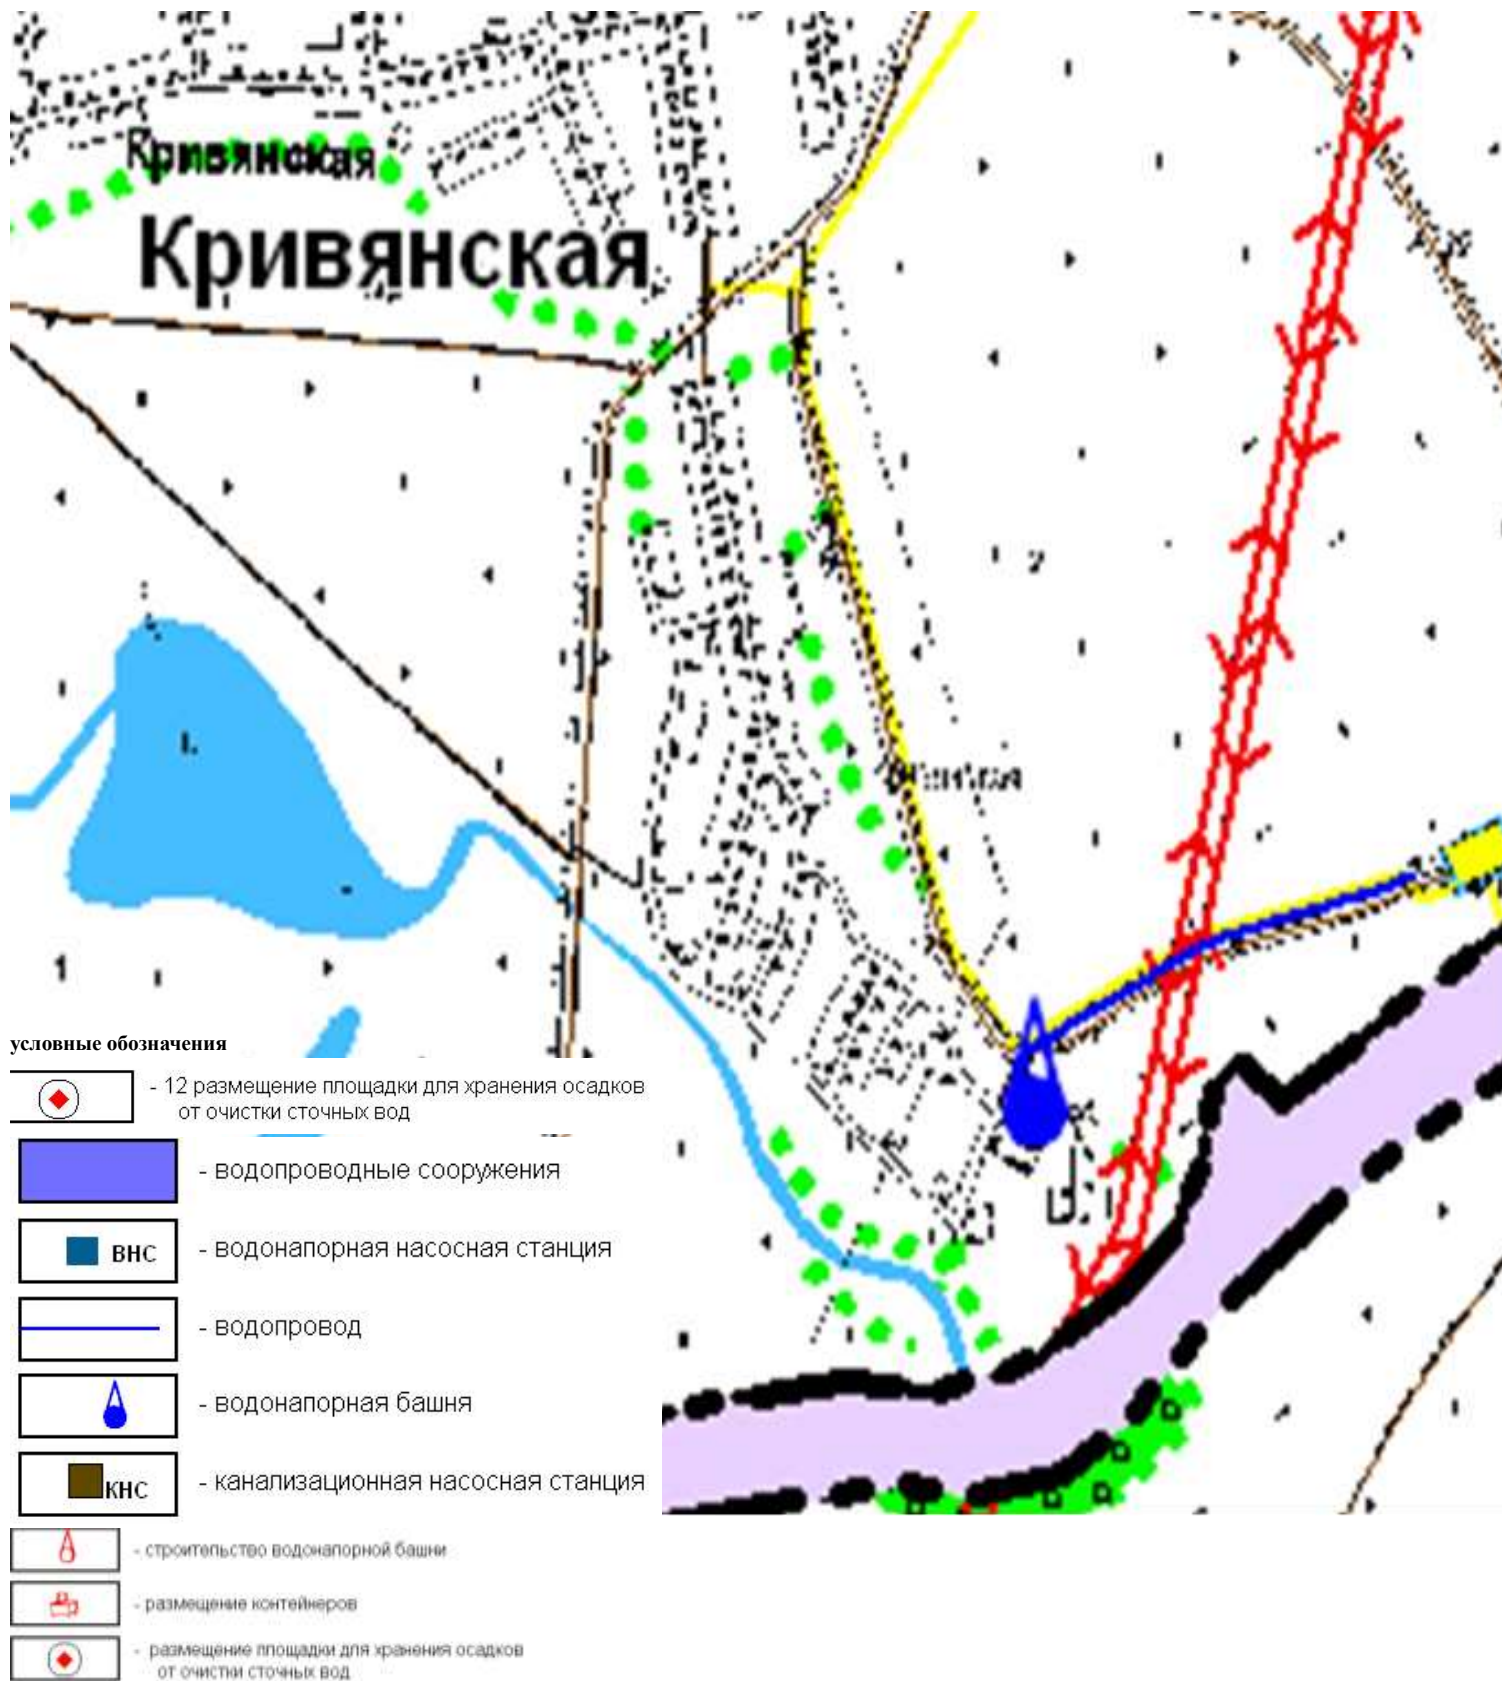 Кривянская
Кривянская
условные обозначения
- 12 размещение площадки для хранения осадков
от очистки сточных вод
- водопроводные сооружения
ВНС - водонапорная насосная станция
- водопровод
- водонапорная башня
КНС - канализационная насосная станция
- строительство водонапорной башни
- размещение контейнеров
- размещение площадки для хранения осадков
от очистки сточных вод